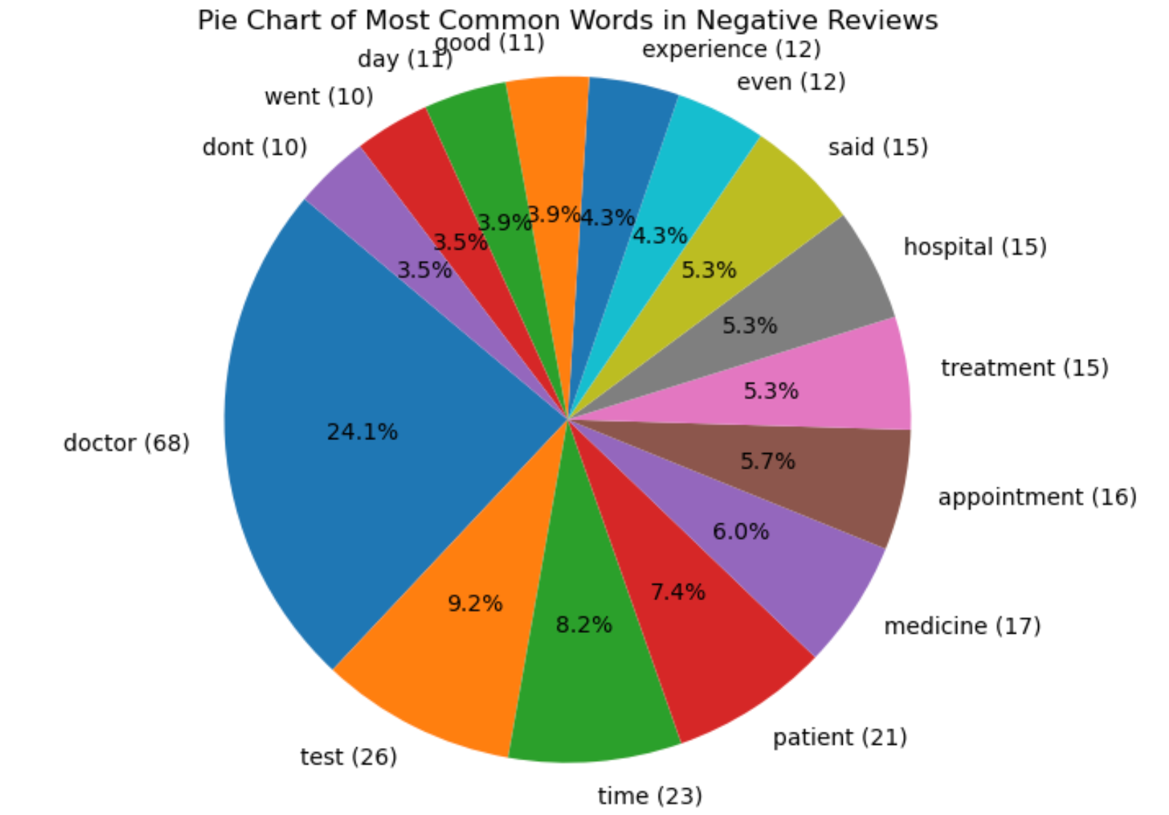 Pie Chart of Most Common Words in Negative Reviews
good (11)
experience (12)
day (11)
even (12)
went (10)
dont (10)
said (15)
hospital (15)
treatment (15)
doctor (68)
appointment (16)
medicine (17)
patient (21)
test (26)
time (23)
3.9%
4.3%
3.9%
4.3%
3.5%
3.5%
5.3%
5.3%
5.3%
24.1%
5.7%
6.0%
7.4%
9.2%
8.2%